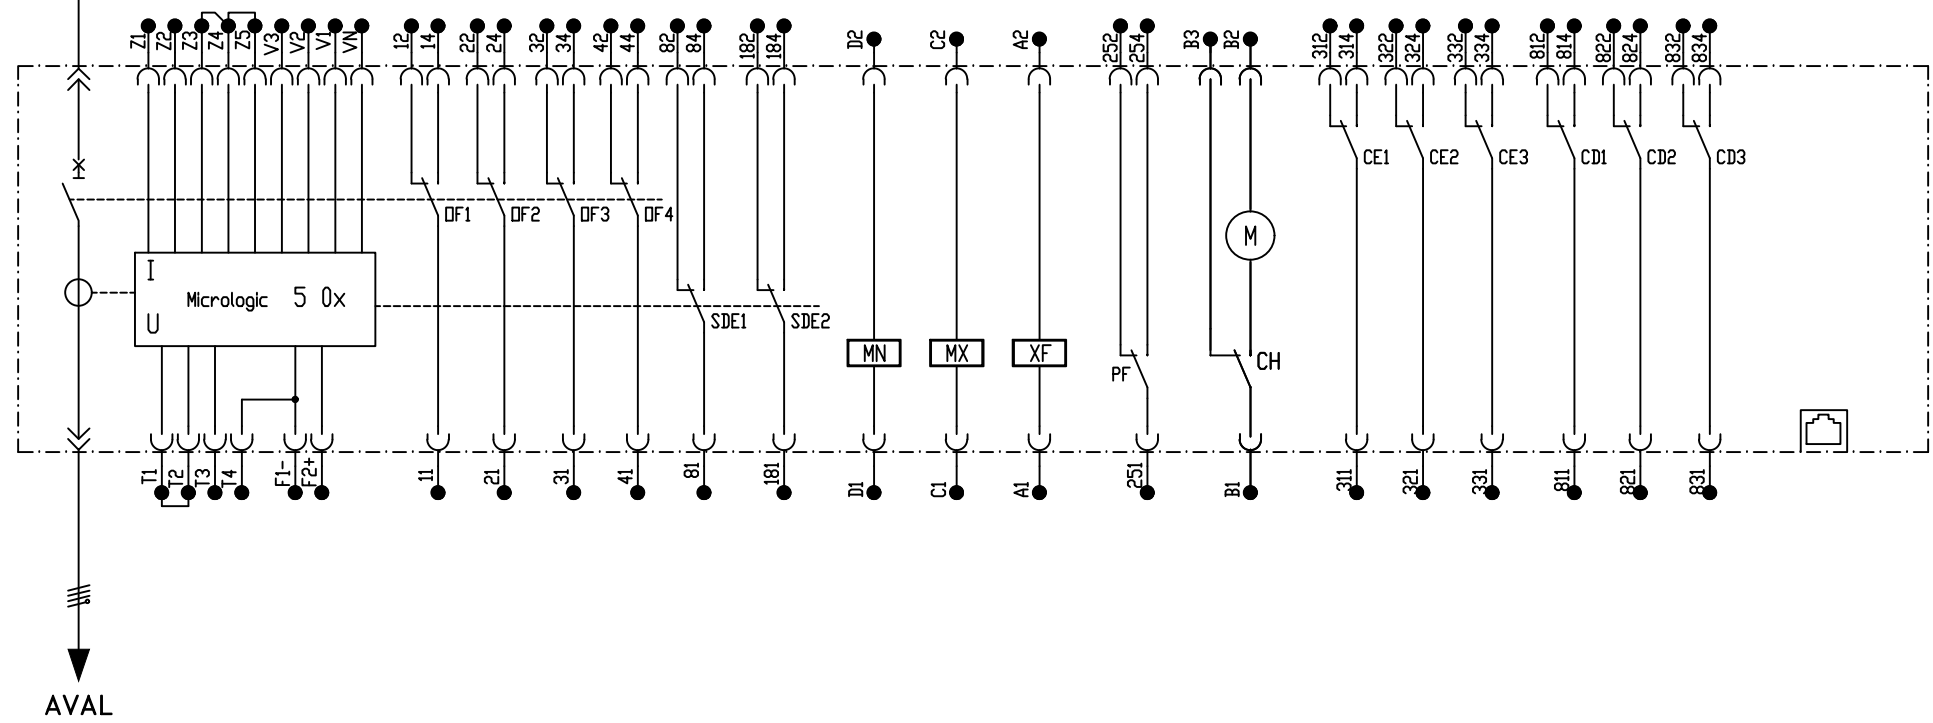 Z1 Z2 Z3 Z4 Z5 V3 V2 V1 VN 12 14 22 24 32 34 42 44 82 84 182 184 D2 C2 A2 252 254 B3 B2 312 314 322 324 332 334 812 814 822 824 832 834
CE1 CE2 CE3 CD1 CD2 CD3
OF1 OF2 OF3 OF4
M
I
Micrologic 5 0x
U
SDE1 SDE2
MN MX XF
PF CH
T1 T2 T3 T4 F1- F2+ 11 21 31 41 81 181 D1 C1 A1 251 B1 311 321 331 811 821 831
AVAL